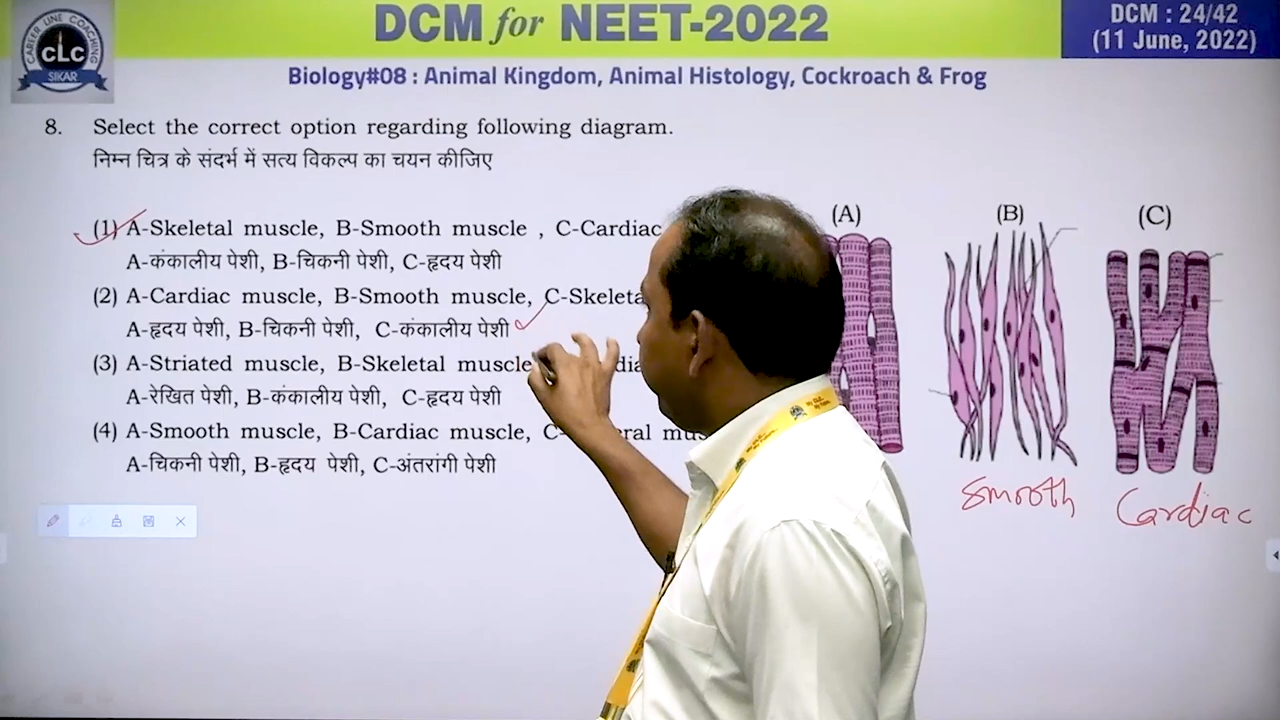 DCM for NEET-2022
DCM : 24/42
(11 June, 2022)
CAREER LINE COACHING
CLC
SIKAR
Biology#08 : Animal Kingdom, Animal Histology, Cockroach & Frog
8. Select the correct option regarding following diagram.
निम्न चित्र के संदर्भ में सत्य विकल्प का चयन कीजिए
(1) A-Skeletal muscle, B-Smooth muscle , C-Cardiac
A-कंकालीय पेशी, B-चिकनी पेशी, C-हृदय पेशी
(2) A-Cardiac muscle, B-Smooth muscle, C-Skeleta
A-हृदय पेशी, B-चिकनी पेशी, C-कंकालीय पेशी
(3) A-Striated muscle, B-Skeletal muscle
A-रेखित पेशी, B-कंकालीय पेशी, C-हृदय पेशी
(4) A-Smooth muscle, B-Cardiac muscle, C-
A-चिकनी पेशी, B-हृदय पेशी, C-अंतरांगी पेशी
(A)
(B)
(C)
Smooth
Cardiac